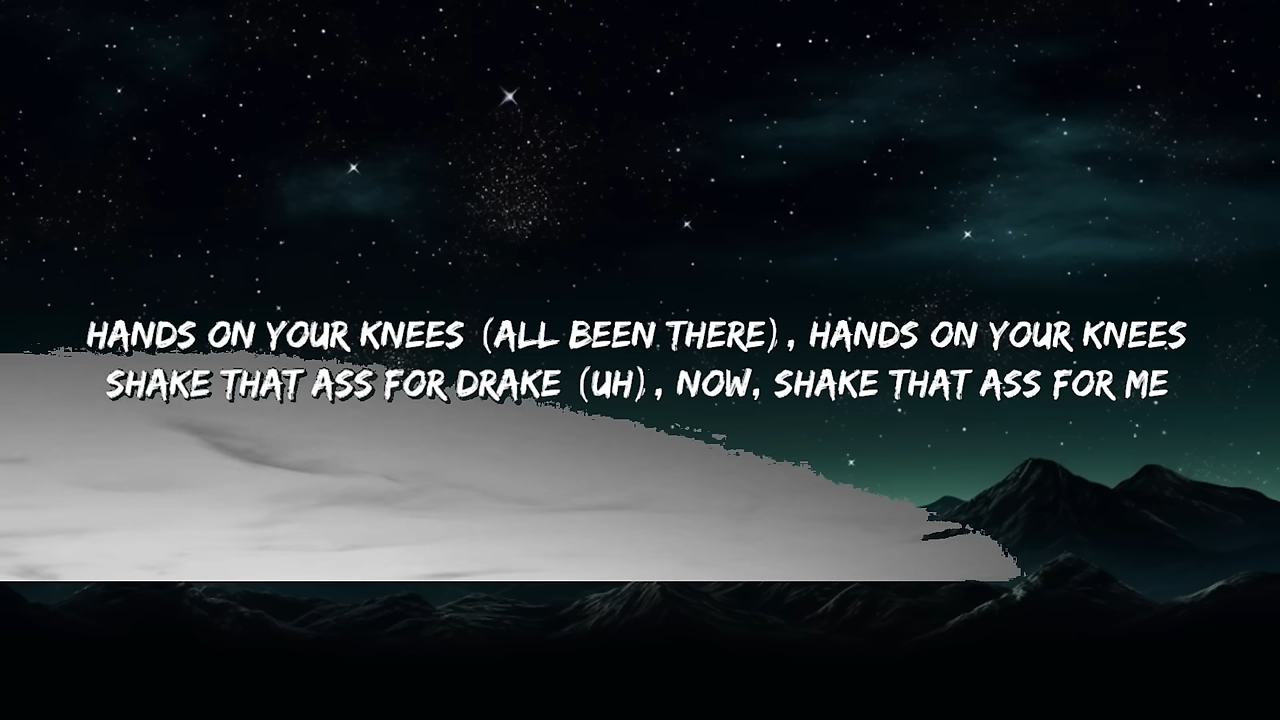 HANDS ON YOUR KNEES (ALL BEEN THERE), HANDS ON YOUR KNEES
SHAKE THAT ASS FOR DRAKE (UH), NOW, SHAKE THAT ASS FOR ME